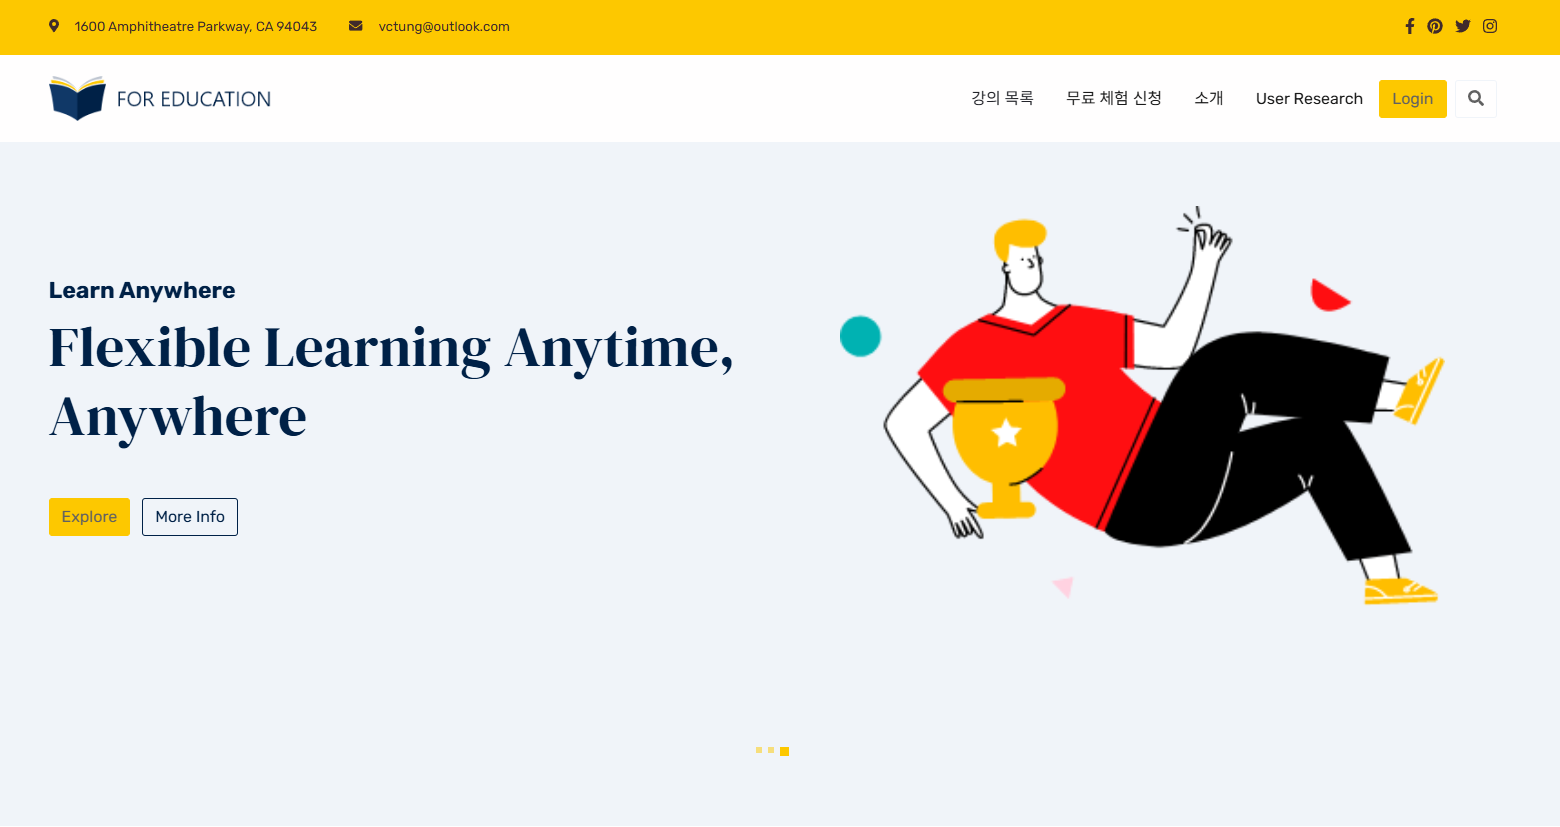 1600 Amphitheatre Parkway, CA 94043
vctung@outlook.com
FOR EDUCATION
강의 목록
무료 체험 신청
소개
User Research
Login
Learn Anywhere
Flexible Learning Anytime,
Anywhere
Explore
More Info